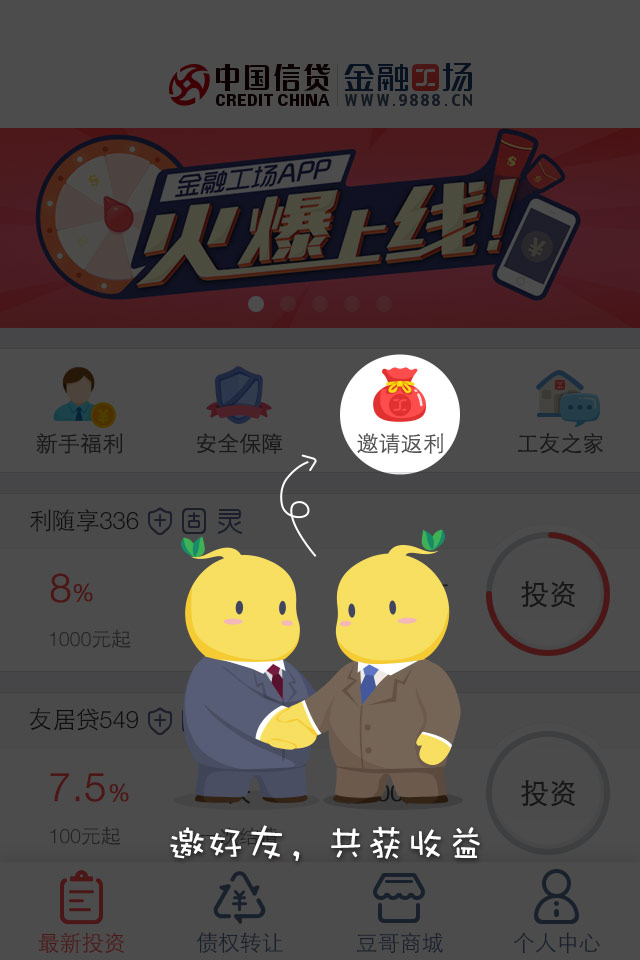 中国信贷 金融工场
CREDIT CHINA WWW.9888.CN
金融工场APP
火爆上线!
新手福利 安全保障 邀请返利 工友之家
利随享336 固 灵
8%
投资
1000元起
友居贷549
7.5%
投资
100元起
邀好友，共获收益
最新投资 债权转让 豆哥商城 个人中心